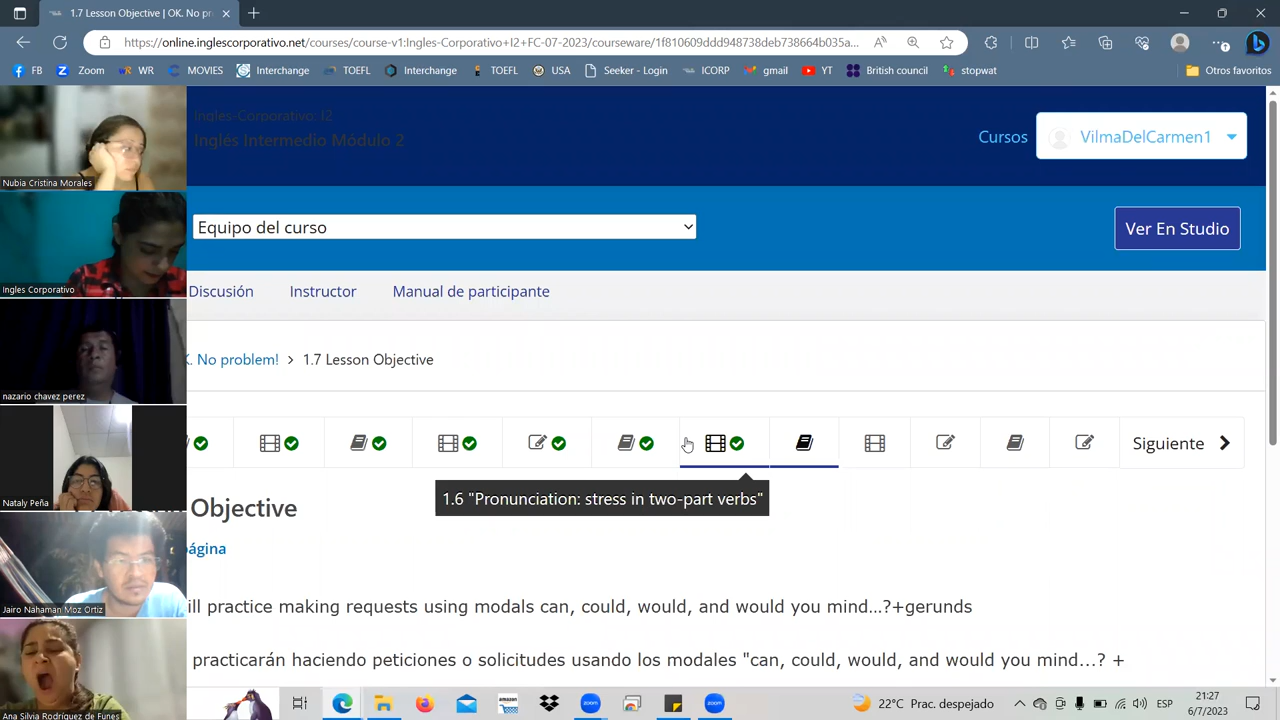 1.7 Lesson Objective | OK. No pr
https://online.inglescorporativo.net/courses/course-v1:Ingles-Corporativo+I2+FC-07-2023/courseware/1f810609ddd948738deb738664b035a...
FB Zoom WR MOVIES Interchange TOEFL Interchange TOEFL USA Seeker - Login ICORP gmail YT British council stopwat Otros favoritos
Ingles-Corporativo: I2
Inglés Intermedio Módulo 2
Cursos VilmaDelCarmen1
Nubia Cristina Morales
Equipo del curso
Ver En Studio
Ingles Corporativo
Discusión Instructor Manual de participante
. No problem! > 1.7 Lesson Objective
nazario chavez perez
Siguiente
1.6 "Pronunciation: stress in two-part verbs"
Nataly Peña
Objective
página
ill practice making requests using modals can, could, would, and would you mind...?+gerunds
Jairo Nahaman Moz Ortiz
practicarán haciendo peticiones o solicitudes usando los modales "can, could, would, and would you mind...? +
amazon
zoom
zoom
22°C Prac. despejado
ESP
21:27
6/7/2023
Ana Silvia Rodríguez de Funes